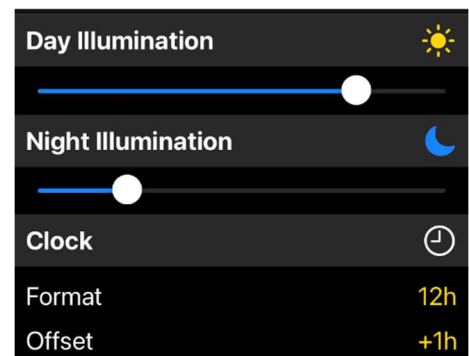 Day Illumination
Night Illumination
Clock
Format 12h
Offset +1h